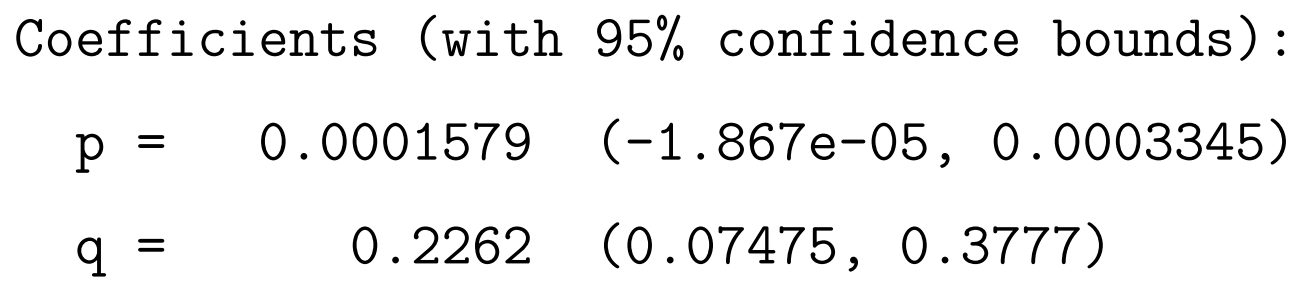 Coefficients (with 95% confidence bounds):
p = 0.0001579 (-1.867e-05, 0.0003345)
q = 0.2262 (0.07475, 0.3777)